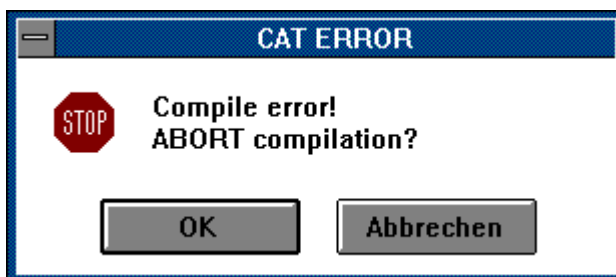 CAT ERROR
STOP
Compile error!
ABORT compilation?
OK
Abbrechen